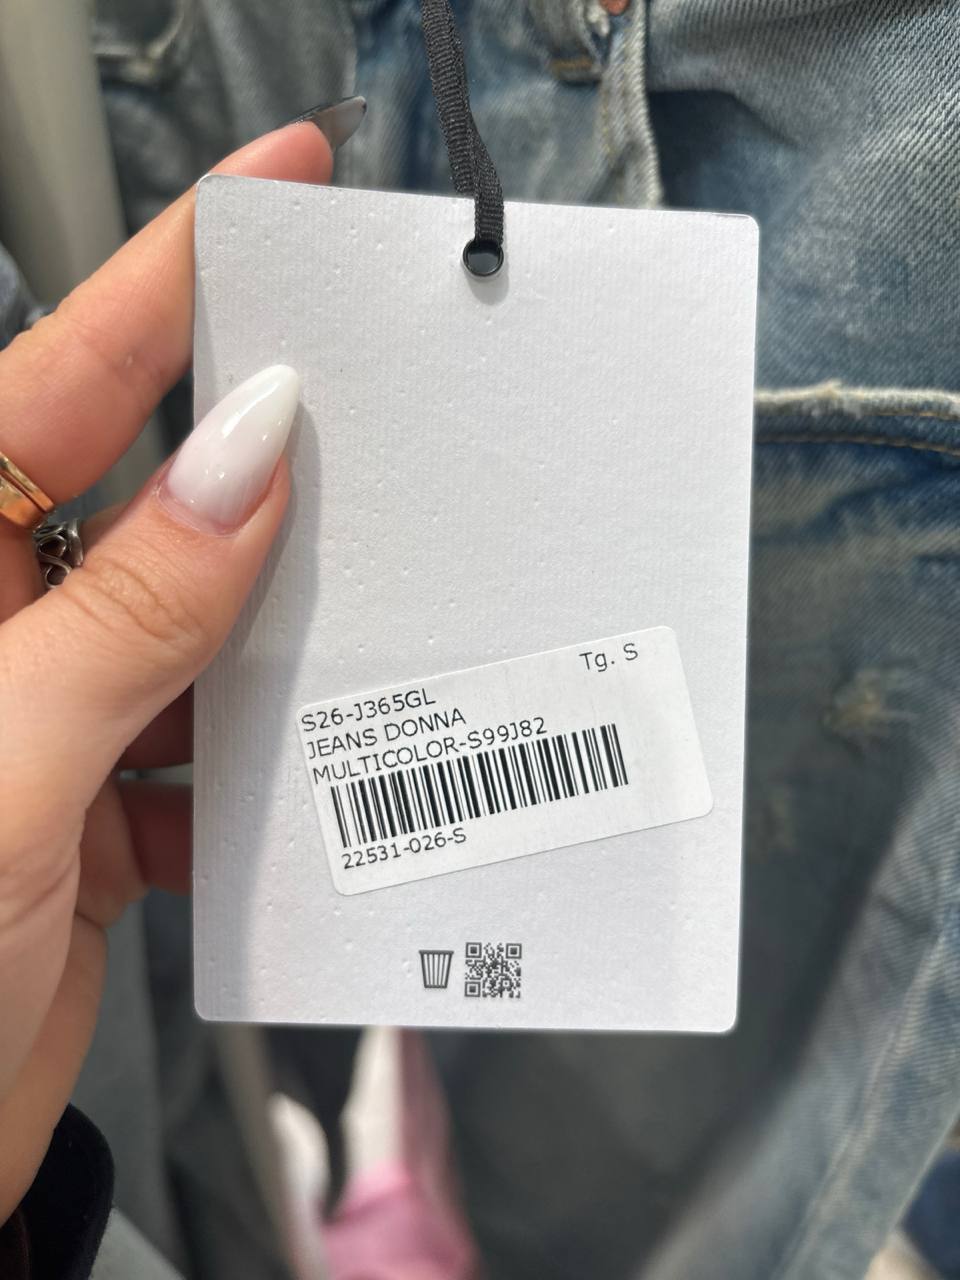 Tg. S
S26-J365GL
JEANS DONNA
MULTICOLOR-S99J82
22531-026-S